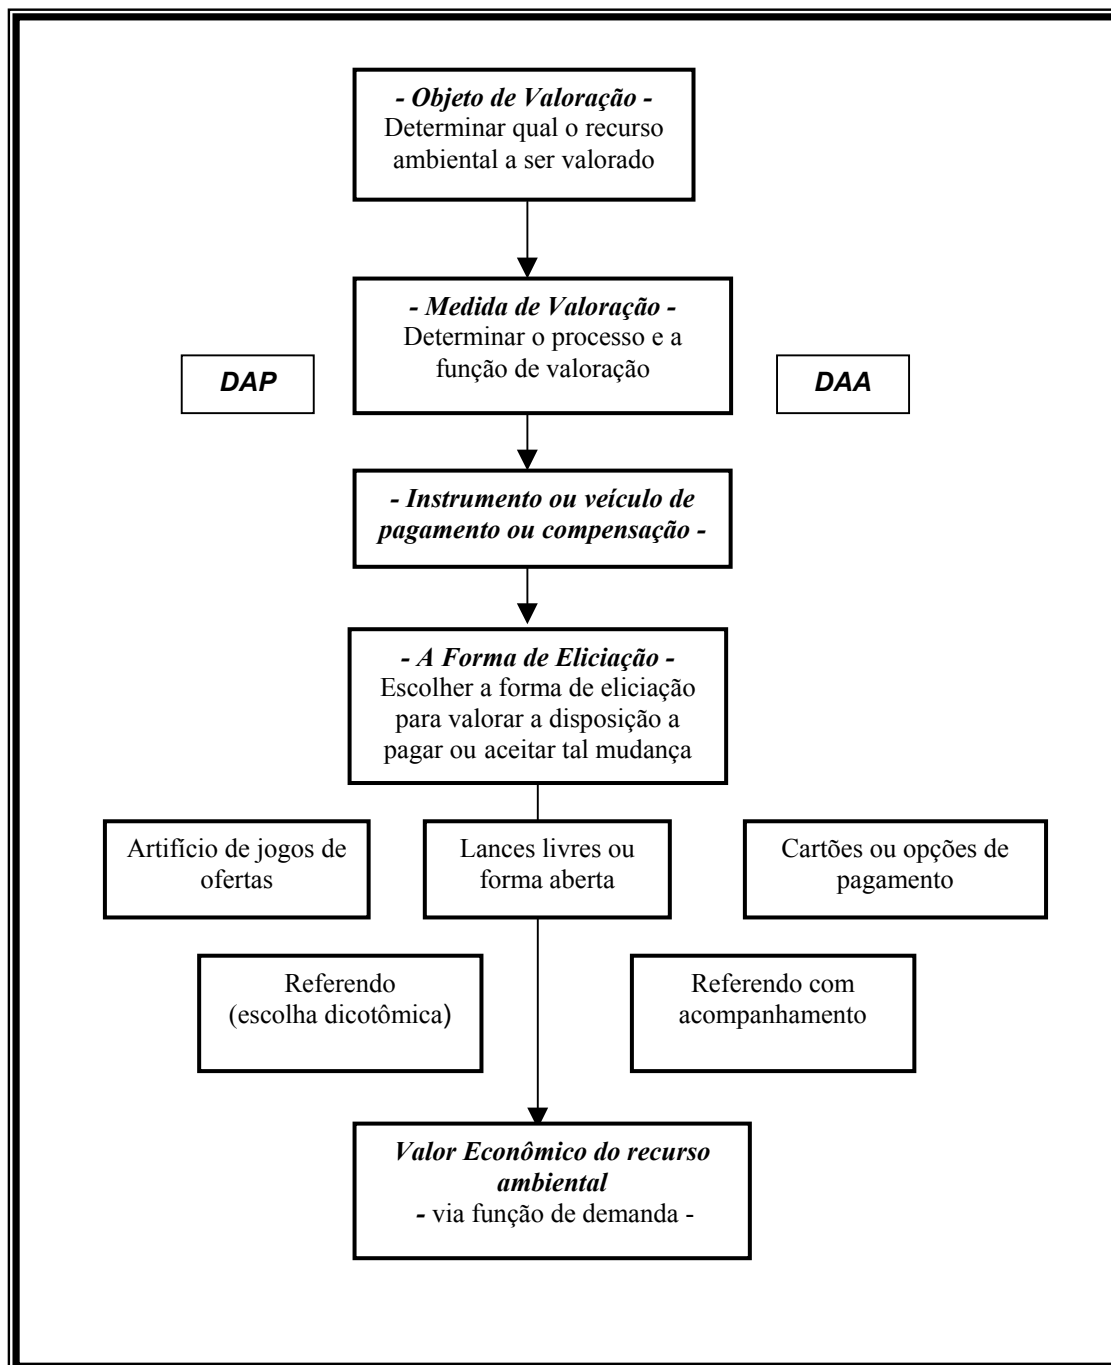 - Objeto de Valoração -
Determinar qual o recurso
ambiental a ser valorado
- Medida de Valoração -
Determinar o processo e a
função de valoração
DAP
DAA
- Instrumento ou veículo de
pagamento ou compensação -
- A Forma de Eliciação -
Escolher a forma de eliciação
para valorar a disposição a
pagar ou aceitar tal mudança
Artifício de jogos de
ofertas
Lances livres ou
forma aberta
Cartões ou opções de
pagamento
Referendo
(escolha dicotômica)
Referendo com
acompanhamento
Valor Econômico do recurso
ambiental
- via função de demanda -